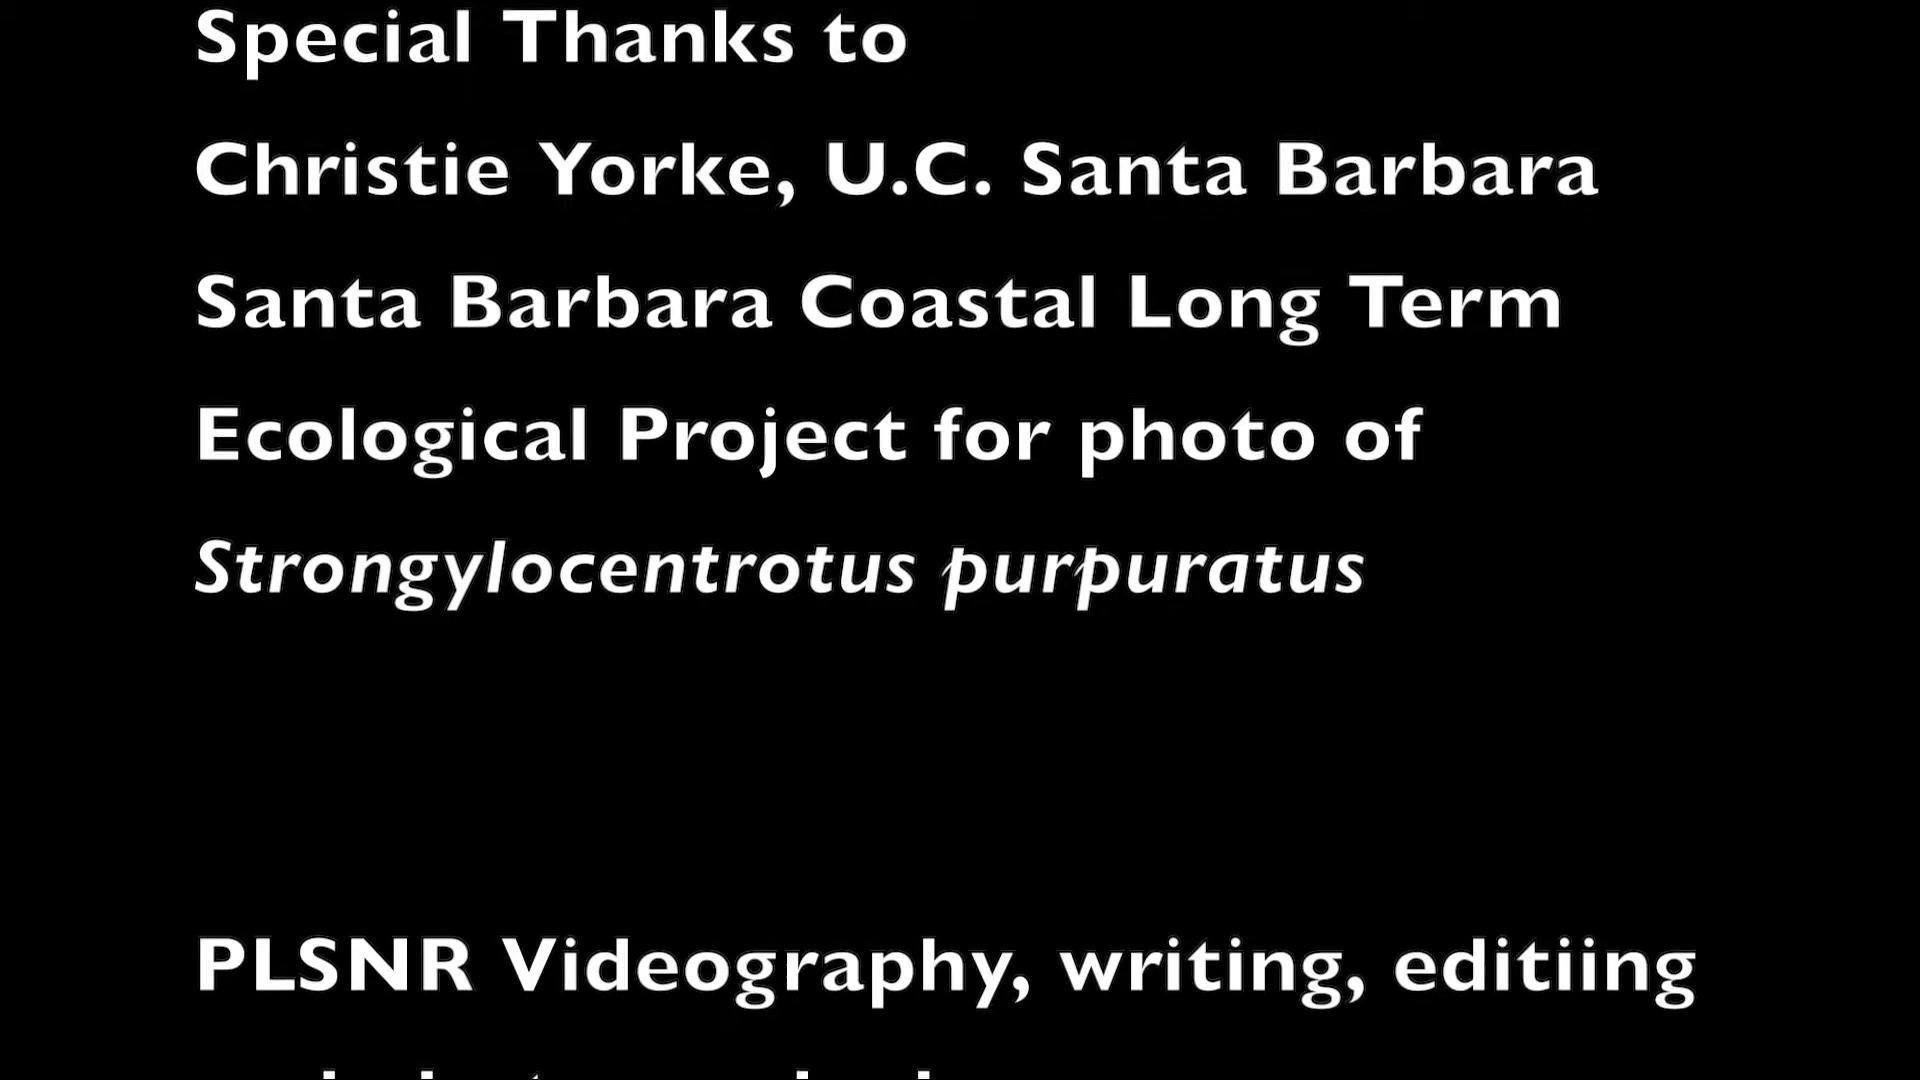 Special Thanks to
Christie Yorke, U.C. Santa Barbara
Santa Barbara Coastal Long Term
Ecological Project for photo of
Strongylocentrotus purpuratus
PLSNR Videography, writing, editiing